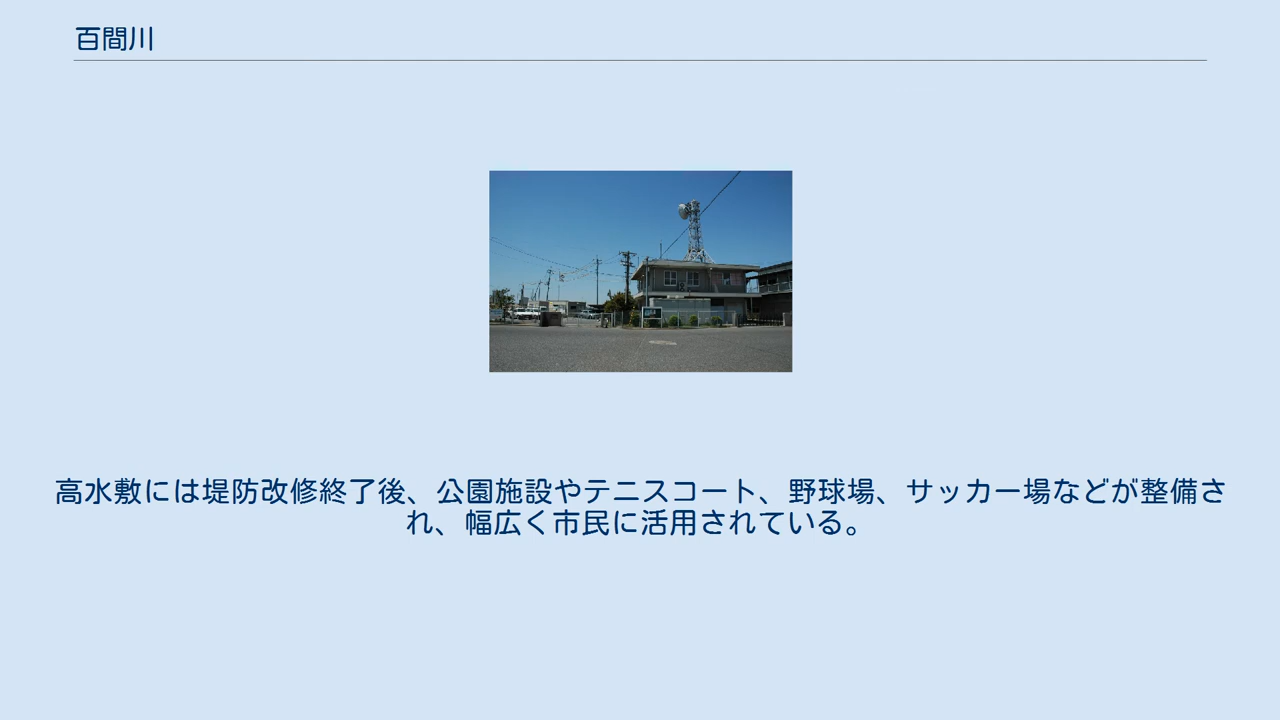 百間川
高水敷には堤防改修終了後、公園施設やテニスコート、野球場、サッカー場などが整備さ
れ、幅広く市民に活用されている。